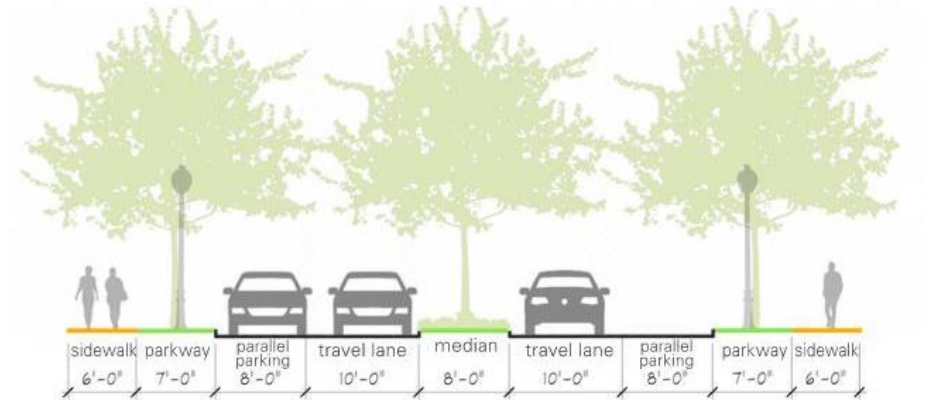 sidewalk parkway parallel parking travel lane median travel lane parallel parking parkway sidewalk
6'-0" 7'-0" 8'-0" 10'-0" 8'-0" 10'-0" 8'-0" 7'-0" 6'-0"